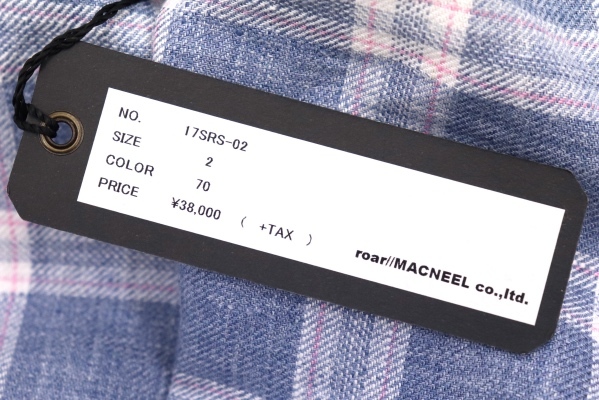 NO. 17SRS-02
SIZE 2
COLOR 70
PRICE ¥38,000 ( +TAX )
roar//MACNEEL co.,ltd.